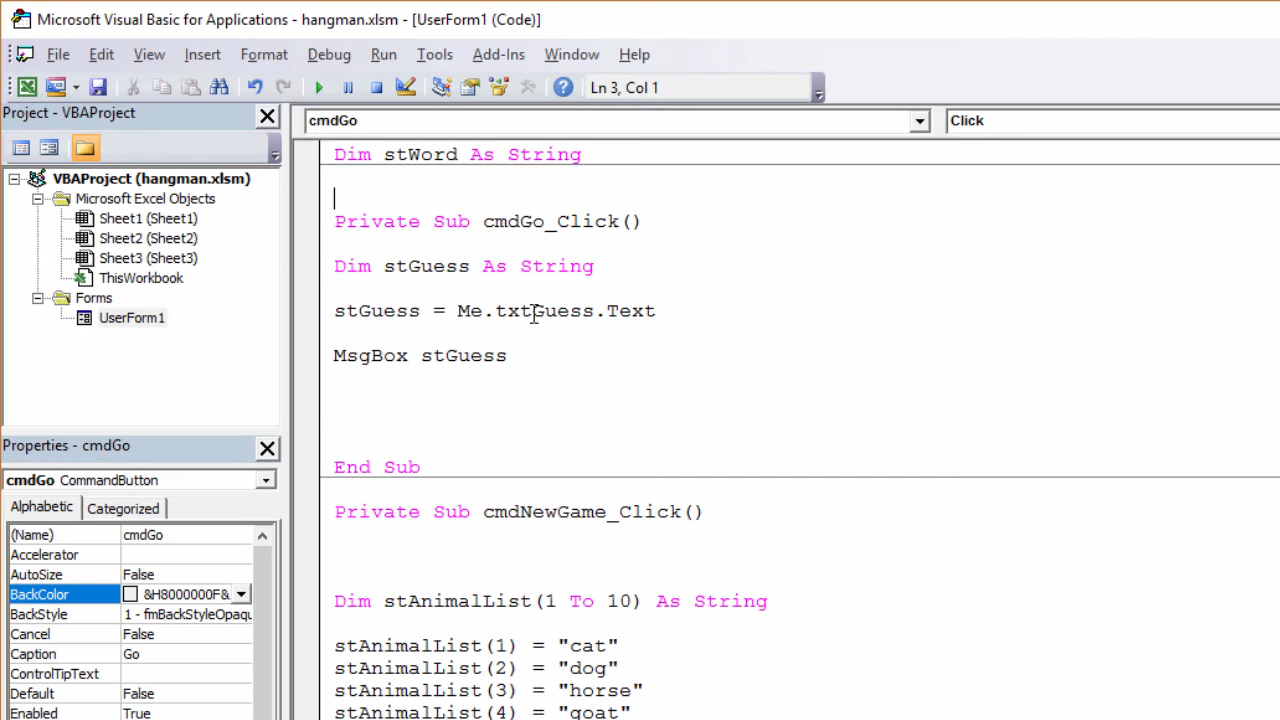 Microsoft Visual Basic for Applications - hangman.xlsm - [UserForm1 (Code)]
File Edit View Insert Format Debug Run Tools Add-Ins Window Help
Ln 3, Col 1
Project - VBAProject
cmdGo Click
VBAProject (hangman.xlsm)
Microsoft Excel Objects
Sheet1 (Sheet1)
Sheet2 (Sheet2)
Sheet3 (Sheet3)
ThisWorkbook
Forms
UserForm1
Properties - cmdGo
cmdGo CommandButton
Alphabetic Categorized
(Name) cmdGo
Accelerator
AutoSize False
BackColor &H8000000F&
BackStyle 1 - fmBackStyleOpaqu
Cancel False
Caption Go
ControlTipText
Default False
Enabled True
Dim stWord As String
Private Sub cmdGo_Click()
Dim stGuess As String
stGuess = Me.txtGuess.Text
MsgBox stGuess
End Sub
Private Sub cmdNewGame_Click()
Dim stAnimalList(1 To 10) As String
stAnimalList(1) = "cat"
stAnimalList(2) = "dog"
stAnimalList(3) = "horse"
stAnimalList(4) = "goat"